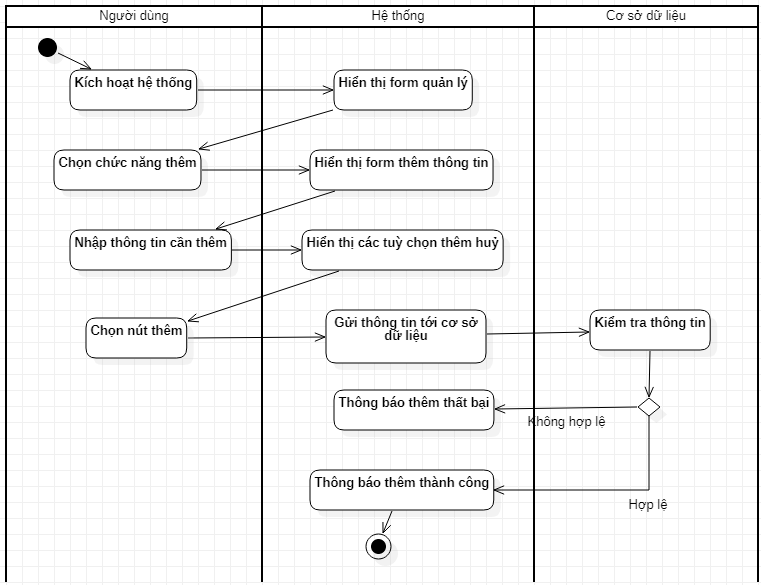 Người dùng
Hệ thống
Cơ sở dữ liệu
Kích hoạt hệ thống
Hiển thị form quản lý
Chọn chức năng thêm
Hiển thị form thêm thông tin
Nhập thông tin cần thêm
Hiển thị các tuỳ chọn thêm huỷ
Chọn nút thêm
Gửi thông tin tới cơ sở
dữ liệu
Kiểm tra thông tin
Thông báo thêm thất bại
Không hợp lệ
Thông báo thêm thành công
Hợp lệ